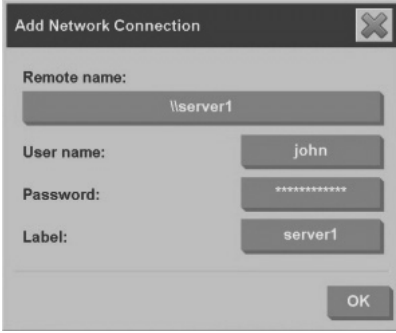 Add Network Connection
Remote name:
\\server1
User name: john
Password: ************
Label: server1
OK